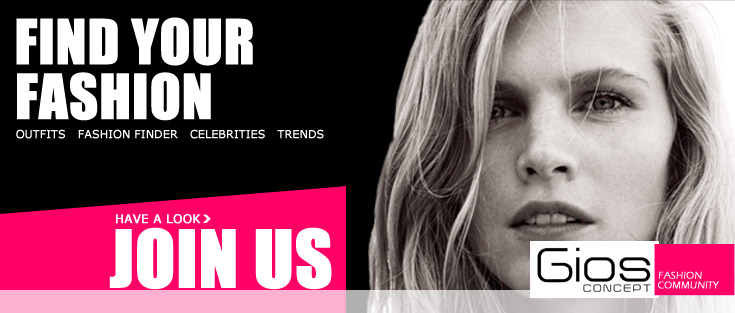 FIND YOUR
FASHION
OUTFITS FASHION FINDER CELEBRITIES TRENDS
HAVE A LOOK ›
JOIN US
Gios
CONCEPT
FASHION
COMMUNITY